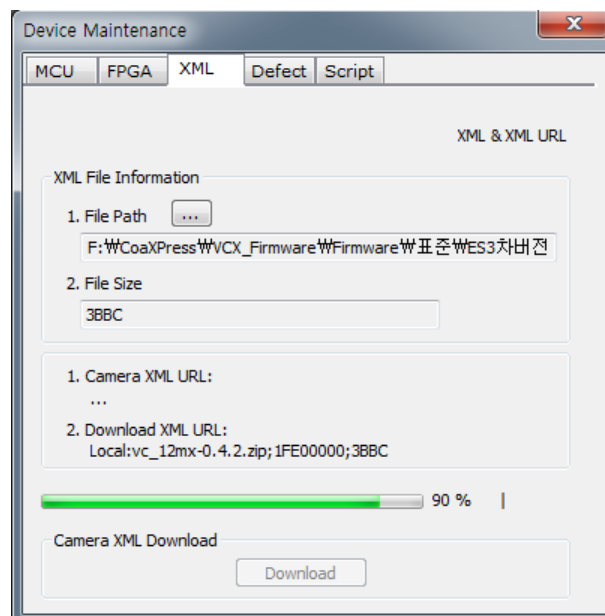 Device Maintenance
MCU FPGA XML Defect Script
XML & XML URL
XML File Information
1. File Path ...
F:₩CoaXPress₩VCX_Firmware₩Firmware₩표준₩ES3차버전
2. File Size
3BBC
1. Camera XML URL:
...
2. Download XML URL:
Local:vc_12mx-0.4.2.zip;1FE00000;3BBC
90 % |
Camera XML Download
Download